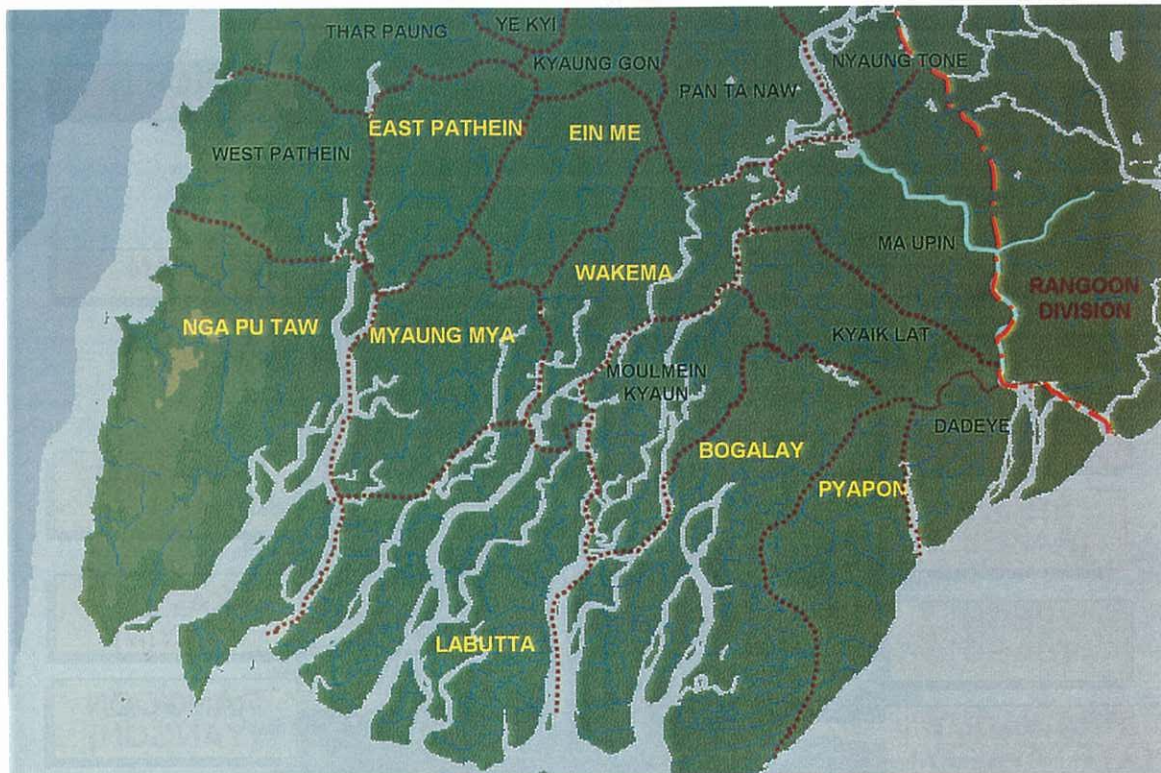 THAR PAUNG
YE KYI
KYAUNG GON
NYAUNG TONE
PAN TA NAW
EAST PATHEIN
EIN ME
WEST PATHEIN
MA UPIN
WAKEMA
RANGOON
DIVISION
NGA PU TAW
MYAUNG MYA
KYAIK LAT
MOULMEIN
KYAUN
DADEYE
BOGALAY
PYAPON
LABUTTA